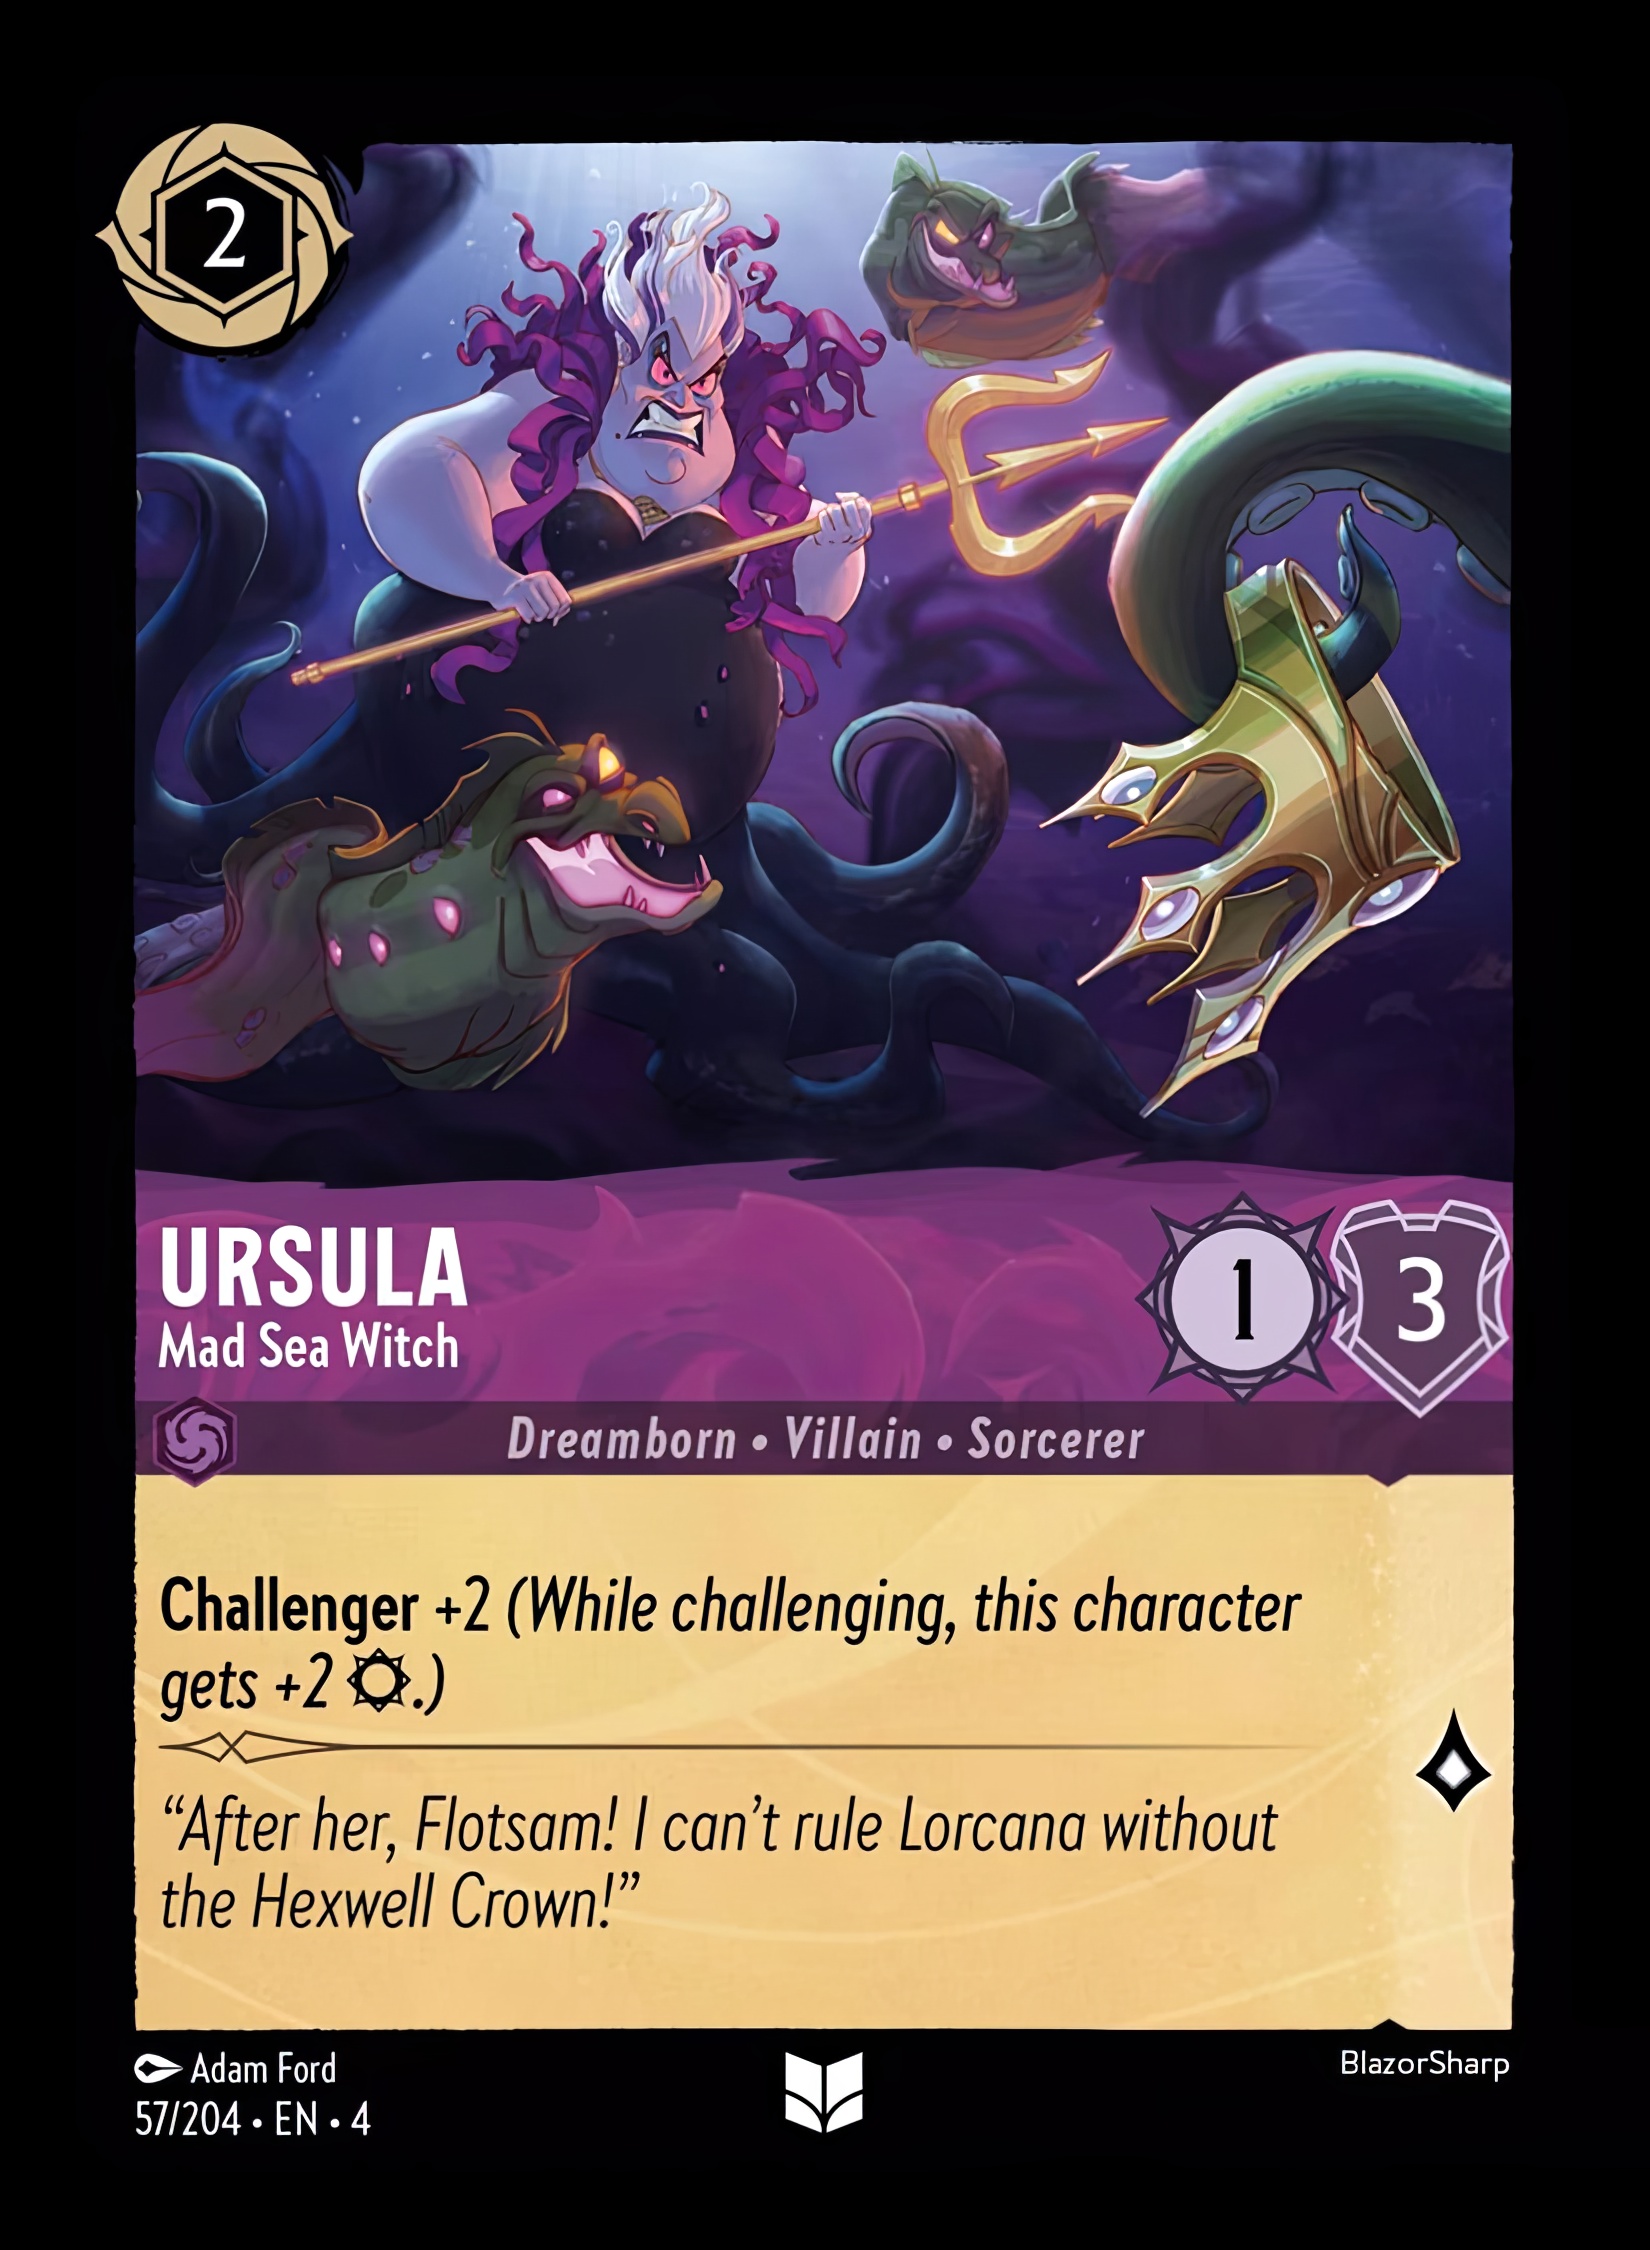 2
URSULA
Mad Sea Witch
1
3
Dreamborn • Villain • Sorcerer
Challenger +2 (While challenging, this character
gets +2 .)
“After her, Flotsam! I can’t rule Lorcana without
the Hexwell Crown!”
Adam Ford
BlazorSharp
57/204 • EN • 4